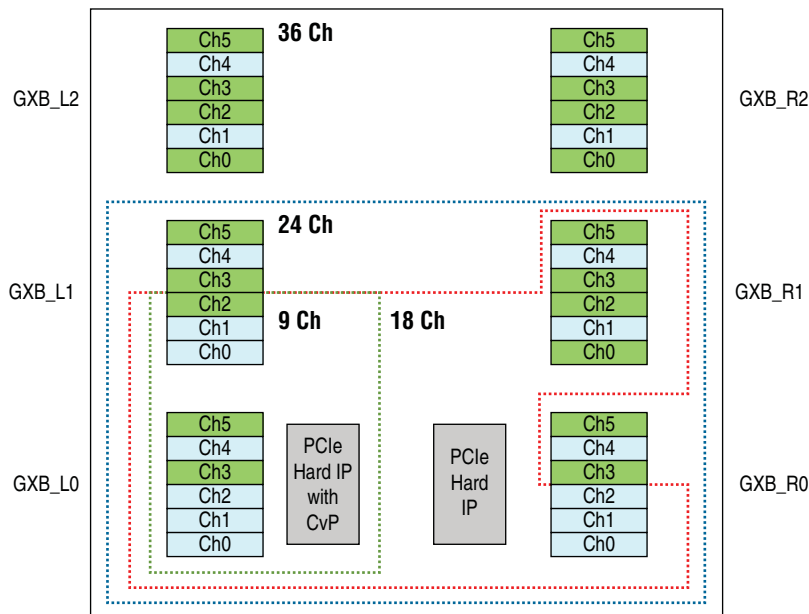 36 Ch
GXB_L2
Ch5
Ch4
Ch3
Ch2
Ch1
Ch0
Ch5
Ch4
Ch3
Ch2
Ch1
Ch0
GXB_R2
24 Ch
GXB_L1
Ch5
Ch4
Ch3
Ch2
Ch1
Ch0
9 Ch
18 Ch
Ch5
Ch4
Ch3
Ch2
Ch1
Ch0
GXB_R1
GXB_L0
Ch5
Ch4
Ch3
Ch2
Ch1
Ch0
PCIe
Hard IP
with
CvP
PCIe
Hard
IP
Ch5
Ch4
Ch3
Ch2
Ch1
Ch0
GXB_R0